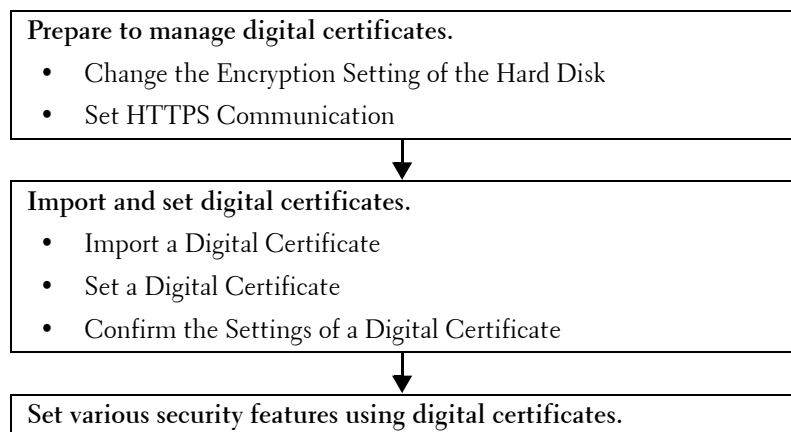 Prepare to manage digital certificates.
• Change the Encryption Setting of the Hard Disk
• Set HTTPS Communication
Import and set digital certificates.
• Import a Digital Certificate
• Set a Digital Certificate
• Confirm the Settings of a Digital Certificate
Set various security features using digital certificates.